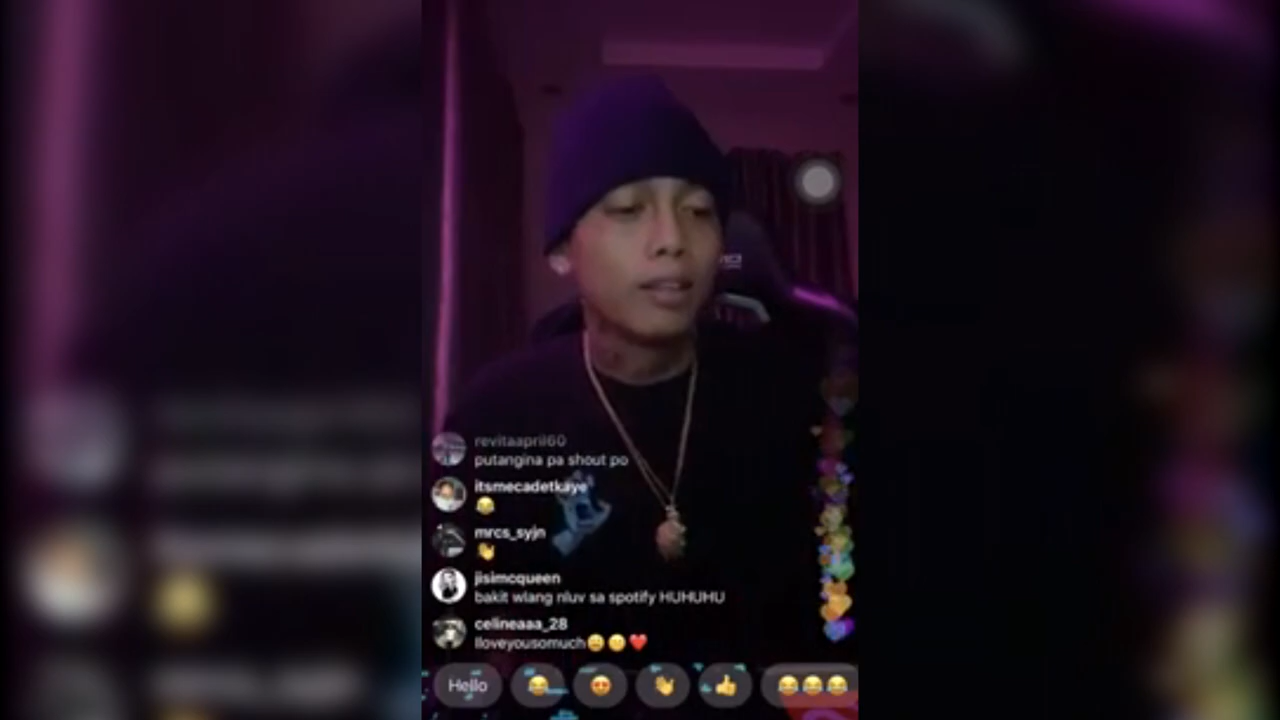 revitaapril60
putangina pa shout po
itsmecadetkaye
😂
mrcs_syjn
👋
jisimcqueen
bakit wlang nluv sa spotify HUHUHU
celineaaa_28
Iloveyousomuch😩😁❤️
Hello 😂 😍 👋 👍 😂😂😂